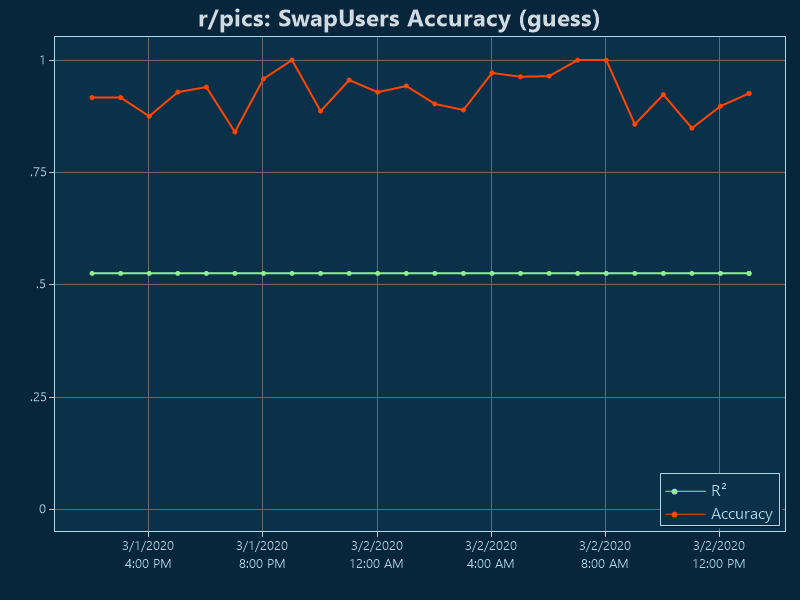 r/pics: SwapUsers Accuracy (guess)
1
.75
.5
.25
0
R²
Accuracy
3/1/2020 3/1/2020 3/2/2020 3/2/2020 3/2/2020 3/2/2020
4:00 PM 8:00 PM 12:00 AM 4:00 AM 8:00 AM 12:00 PM